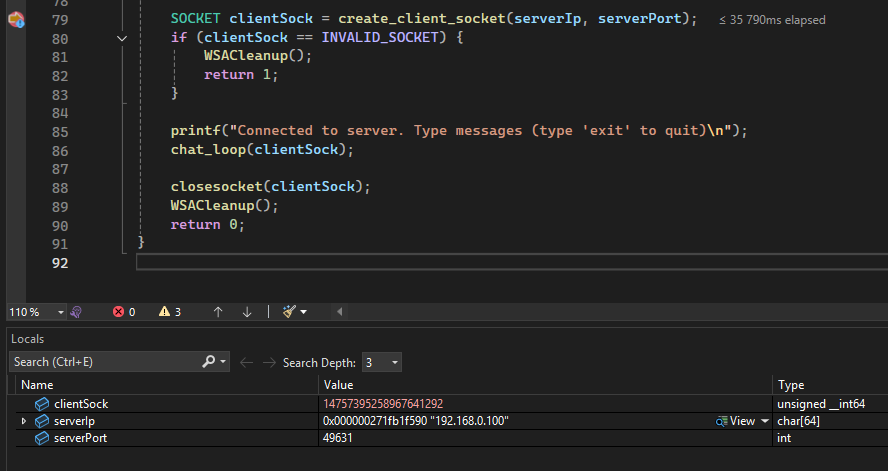 78
79 SOCKET clientSock = create_client_socket(serverIp, serverPort); ≤ 35 790ms elapsed
80 if (clientSock == INVALID_SOCKET) {
81 WSACleanup();
82 return 1;
83 }
84
85 printf("Connected to server. Type messages (type 'exit' to quit)\n");
86 chat_loop(clientSock);
87
88 closesocket(clientSock);
89 WSACleanup();
90 return 0;
91 }
92
110 % 0 3
Locals
Search (Ctrl+E) Search Depth: 3
Name Value Type
clientSock 14757395258967641292 unsigned __int64
serverIp 0x000000271fb1f590 "192.168.0.100" View char[64]
serverPort 49631 int